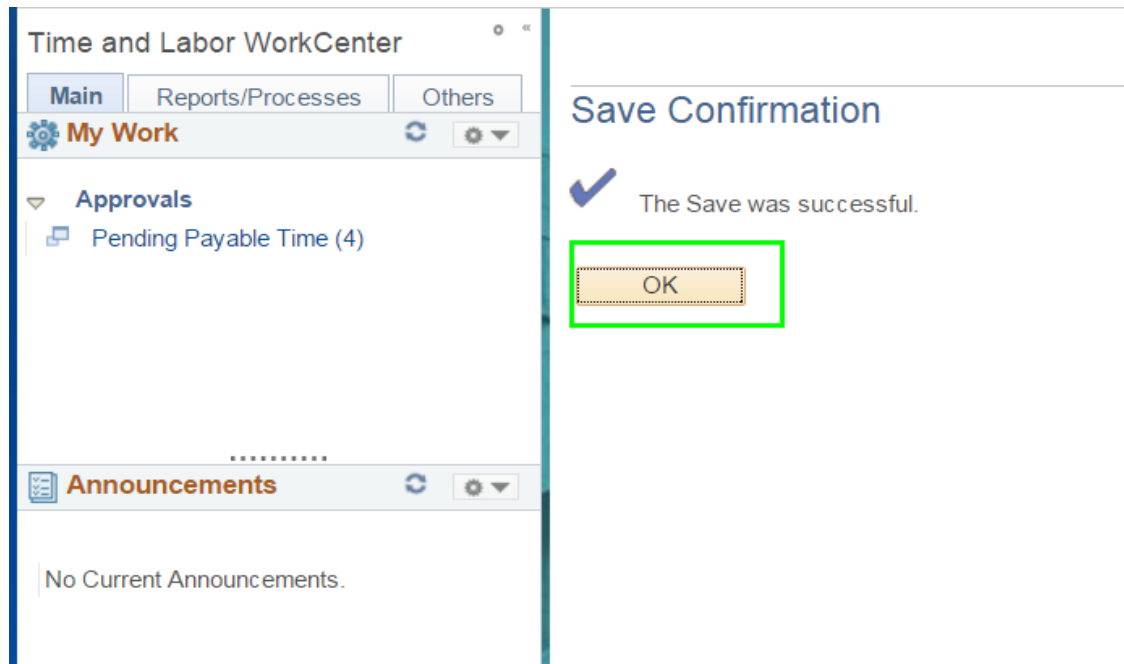 Time and Labor WorkCenter
Main Reports/Processes Others
My Work
Approvals
Pending Payable Time (4)
Announcements
No Current Announcements.
Save Confirmation
The Save was successful.
OK